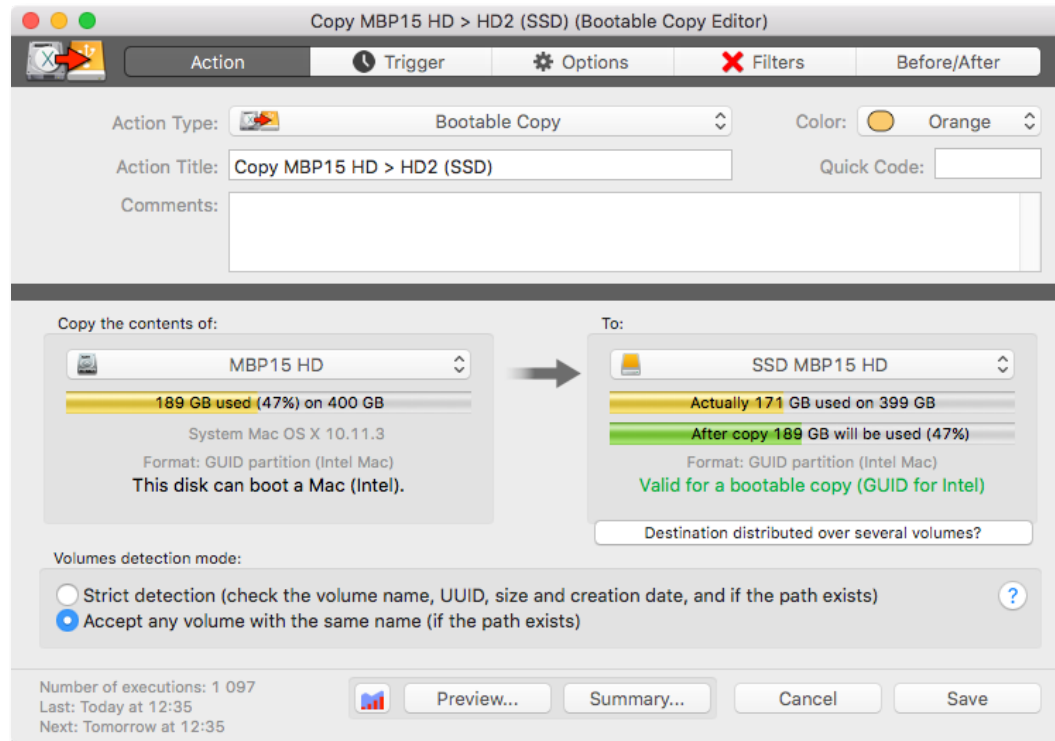 Copy MBP15 HD > HD2 (SSD) (Bootable Copy Editor)
Action Trigger Options Filters Before/After
Action Type: Bootable Copy Color: Orange
Action Title: Copy MBP15 HD > HD2 (SSD) Quick Code:
Comments:
Copy the contents of:
MBP15 HD
189 GB used (47%) on 400 GB
System Mac OS X 10.11.3
Format: GUID partition (Intel Mac)
This disk can boot a Mac (Intel).
To:
SSD MBP15 HD
Actually 171 GB used on 399 GB
After copy 189 GB will be used (47%)
Format: GUID partition (Intel Mac)
Valid for a bootable copy (GUID for Intel)
Destination distributed over several volumes?
Volumes detection mode:
Strict detection (check the volume name, UUID, size and creation date, and if the path exists) ?
Accept any volume with the same name (if the path exists)
Number of executions: 1 097
Last: Today at 12:35
Next: Tomorrow at 12:35
Preview... Summary... Cancel Save